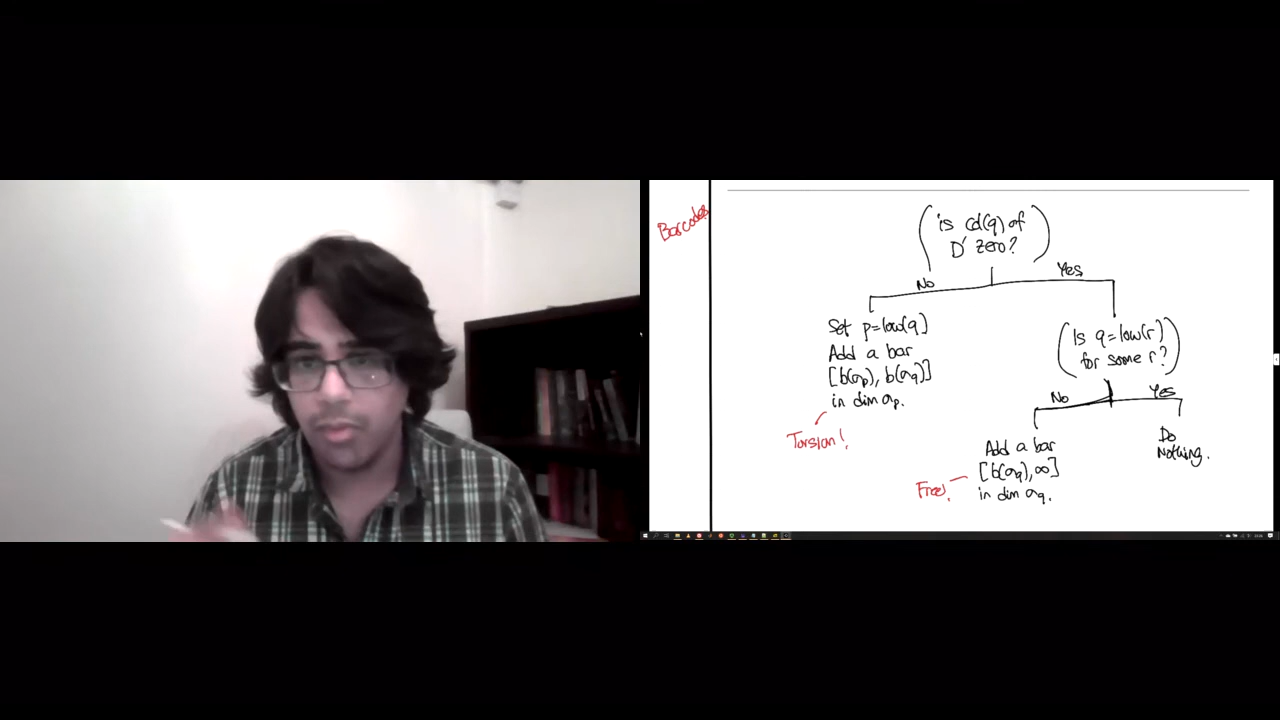 Barcodes
is col(q) of
D' zero?
No
Yes
Set p=low(q)
Add a bar
[b(σp), b(σq)]
in dim σp.
Torsion!
Is q=low(r)
for some r?
No
Yes
Add a bar
[b(σq),∞]
in dim σq.
Free!
Do
Nothing.